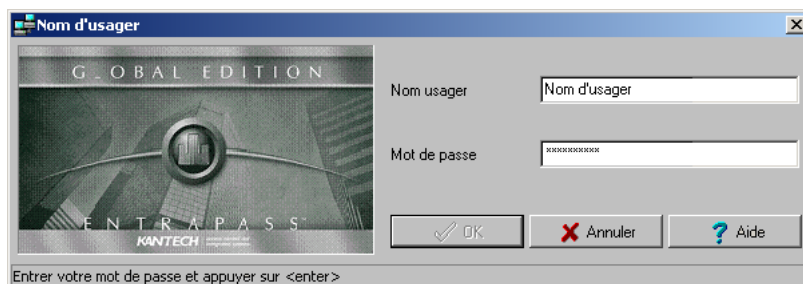 Nom d'usager
GLOBAL EDITION
Nom usager
Nom d'usager
Mot de passe
**********
ENTRAPASS
KANTECH
OK
Annuler
Aide
Entrer votre mot de passe et appuyer sur <enter>